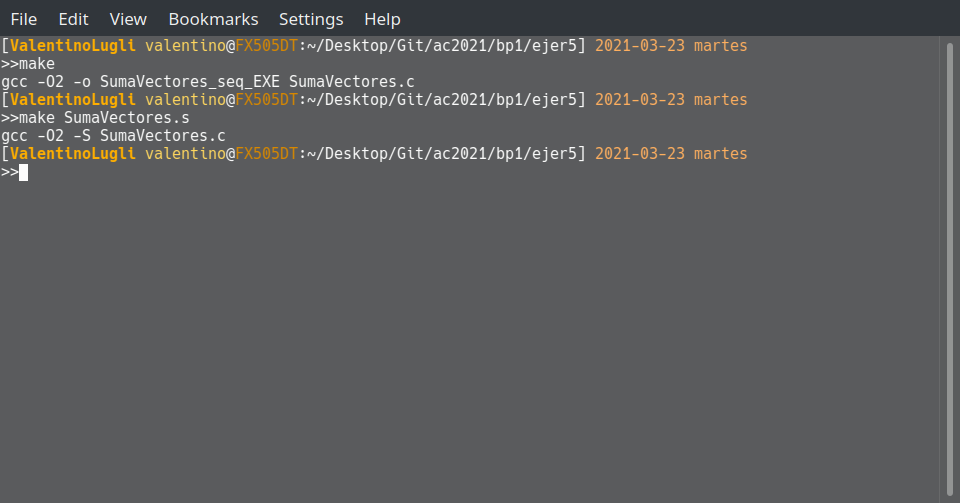 File Edit View Bookmarks Settings Help
[ValentinoLugli valentino@FX505DT:~/Desktop/Git/ac2021/bp1/ejer5] 2021-03-23 martes
>>make
gcc -O2 -o SumaVectores_seq_EXE SumaVectores.c
[ValentinoLugli valentino@FX505DT:~/Desktop/Git/ac2021/bp1/ejer5] 2021-03-23 martes
>>make SumaVectores.s
gcc -O2 -S SumaVectores.c
[ValentinoLugli valentino@FX505DT:~/Desktop/Git/ac2021/bp1/ejer5] 2021-03-23 martes
>>